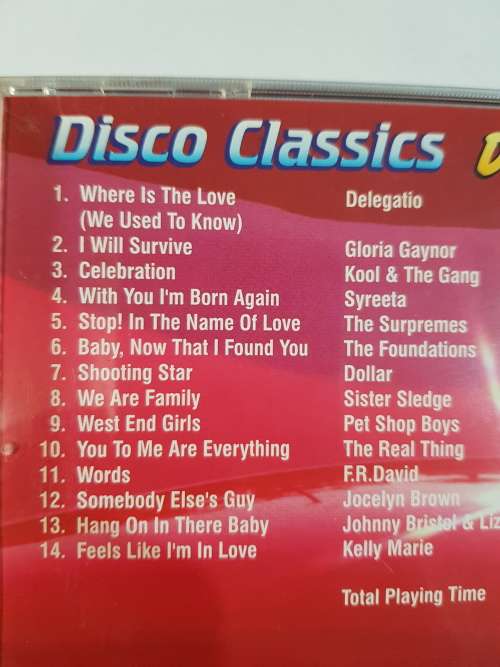 Disco Classics
1. Where Is The Love Delegatio
(We Used To Know)
2. I Will Survive Gloria Gaynor
3. Celebration Kool & The Gang
4. With You I'm Born Again Syreeta
5. Stop! In The Name Of Love The Surpremes
6. Baby, Now That I Found You The Foundations
7. Shooting Star Dollar
8. We Are Family Sister Sledge
9. West End Girls Pet Shop Boys
10. You To Me Are Everything The Real Thing
11. Words F.R.David
12. Somebody Else's Guy Jocelyn Brown
13. Hang On In There Baby Johnny Bristol & Liz
14. Feels Like I'm In Love Kelly Marie
Total Playing Time